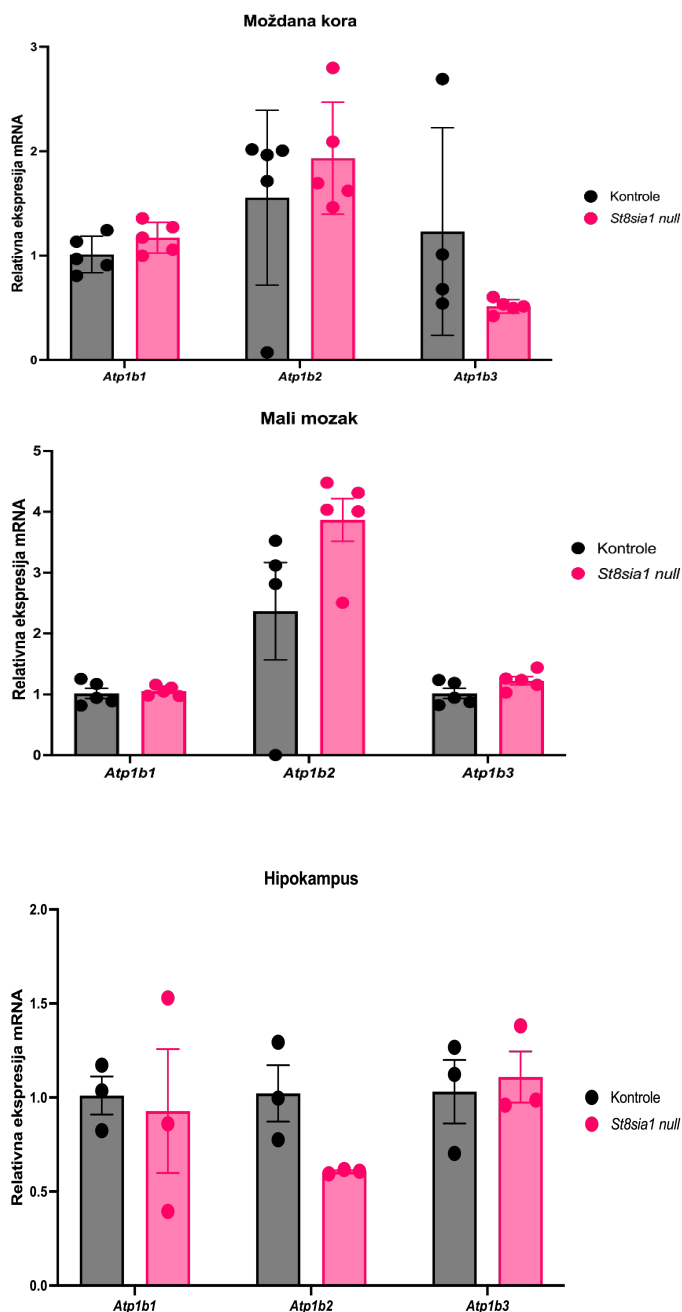 Moždana kora
Relativna ekspresija mRNA
3
2
1
0
Atp1b1
Atp1b2
Atp1b3
Kontrole
St8sia1 null
Mali mozak
Relativna ekspresija mRNA
5
4
3
2
1
0
Atp1b1
Atp1b2
Atp1b3
Kontrole
St8sia1 null
Hipokampus
Relativna ekspresija mRNA
2.0
1.5
1.0
0.5
0.0
Atp1b1
Atp1b2
Atp1b3
Kontrole
St8sia1 null